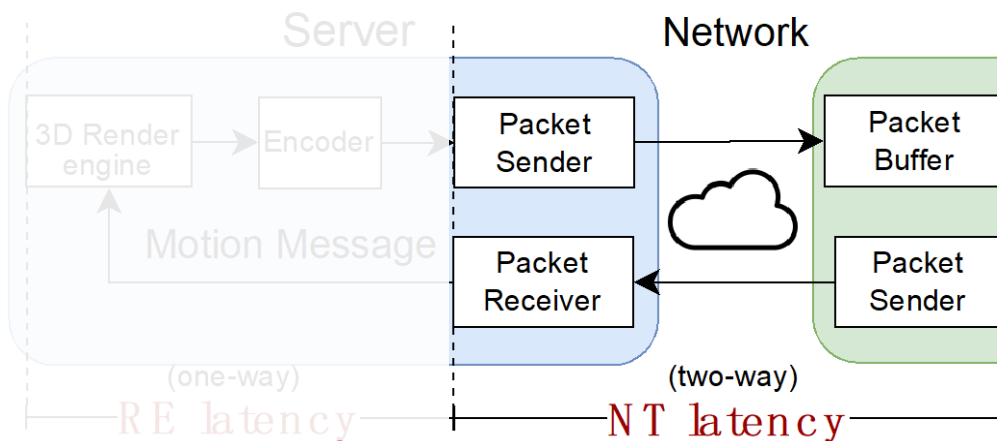 Server
Network
3D Render
engine
Encoder
Packet
Sender
Packet
Buffer
Motion Message
Packet
Receiver
Packet
Sender
(one-way)
(two-way)
RE latency
NT latency